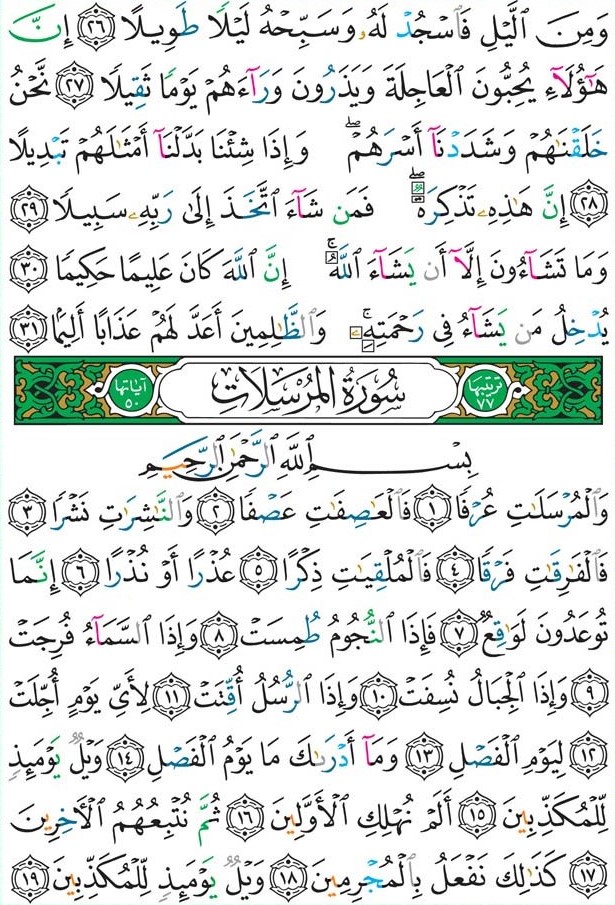 وَمِنَ ٱلَّيۡلِ فَٱسۡجُدۡ لَهُۥ وَسَبِّحۡهُ لَيۡلٗا طَوِيلًا ٢٦ إِنَّ
هَٰٓؤُلَآءِ يُحِبُّونَ ٱلۡعَاجِلَةَ وَيَذَرُونَ وَرَآءَهُمۡ يَوۡمٗا ثَقِيلٗا ٢٧ نَّحۡنُ
خَلَقۡنَٰهُمۡ وَشَدَدۡنَآ أَسۡرَهُمۡۖ وَإِذَا شِئۡنَا بَدَّلۡنَآ أَمۡثَٰلَهُمۡ تَبۡدِيلًا
٢٨ إِنَّ هَٰذِهِۦ تَذۡكِرَةٞۖ فَمَن شَآءَ ٱتَّخَذَ إِلَىٰ رَبِّهِۦ سَبِيلٗا ٢٩
وَمَا تَشَآءُونَ إِلَّآ أَن يَشَآءَ ٱللَّهُۚ إِنَّ ٱللَّهَ كَانَ عَلِيمًا حَكِيمٗا ٣٠
يُدۡخِلُ مَن يَشَآءُ فِي رَحۡمَتِهِۦۚ وَٱلظَّٰلِمِينَ أَعَدَّ لَهُمۡ عَذَابًا أَلِيمَۢا ٣١
ترتيبها ٧٧ سُورَةُ المُرۡسَلَاتِ آياتها ٥٠
بِسۡمِ ٱللَّهِ ٱلرَّحۡمَٰنِ ٱلرَّحِيمِ
وَٱلۡمُرۡسَلَٰتِ عُرۡفٗا ١ فَٱلۡعَٰصِفَٰتِ عَصۡفٗا ٢ وَٱلنَّٰشِرَٰتِ نَشۡرٗا ٣
فَٱلۡفَٰرِقَٰتِ فَرۡقٗا ٤ فَٱلۡمُلۡقِيَٰتِ ذِكۡرًا ٥ عُذۡرًا أَوۡ نُذۡرًا ٦ إِنَّمَا
تُوعَدُونَ لَوَٰقِعٞ ٧ فَإِذَا ٱلنُّجُومُ طُمِسَتۡ ٨ وَإِذَا ٱلسَّمَآءُ فُرِجَتۡ
٩ وَإِذَا ٱلۡجِبَالُ نُسِفَتۡ ١٠ وَإِذَا ٱلرُّسُلُ أُقِّتَتۡ ١١ لِأَيِّ يَوۡمٍ أُجِّلَتۡ
١٢ لِيَوۡمِ ٱلۡفَصۡلِ ١٣ وَمَآ أَدۡرَىٰكَ مَا يَوۡمُ ٱلۡفَصۡلِ ١٤ وَيۡلٞ يَوۡمَئِذٖ
لِّلۡمُكَذِّبِينَ ١٥ أَلَمۡ نُهۡلِكِ ٱلۡأَوَّلِينَ ١٦ ثُمَّ نُتۡبِعُهُمُ ٱلۡأٓخِرِينَ
١٧ كَذَٰلِكَ نَفۡعَلُ بِٱلۡمُجۡرِمِينَ ١٨ وَيۡلٞ يَوۡمَئِذٖ لِّلۡمُكَذِّبِينَ ١٩